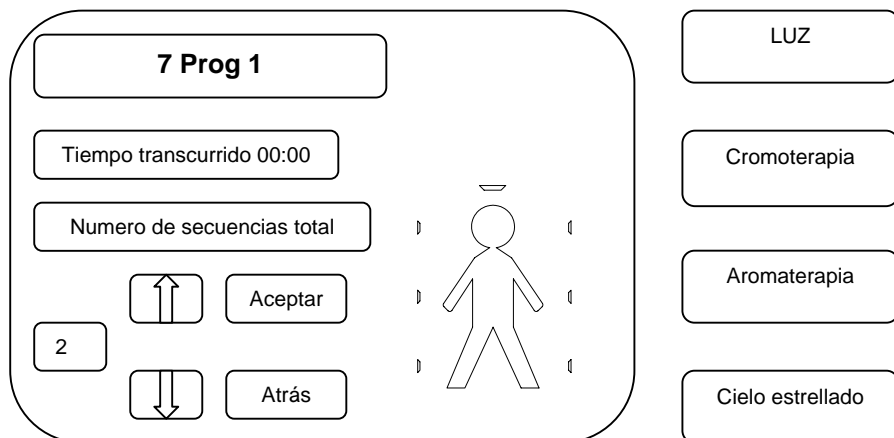 7 Prog 1
Tiempo transcurrido 00:00
Numero de secuencias total
Aceptar
2
Atrás
LUZ
Cromoterapia
Aromaterapia
Cielo estrellado